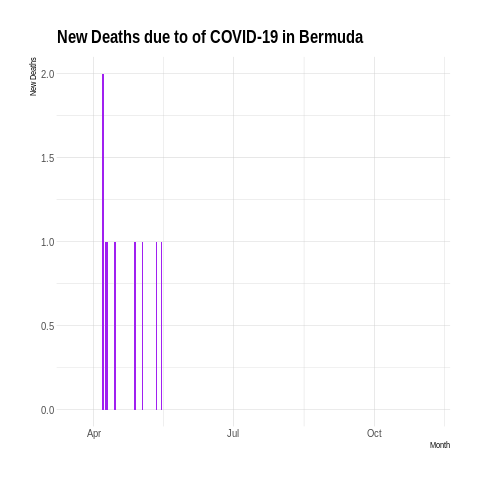 New Deaths due to of COVID-19 in Bermuda
New Deaths
2.0
1.5
1.0
0.5
0.0
Apr
Jul
Oct
Month